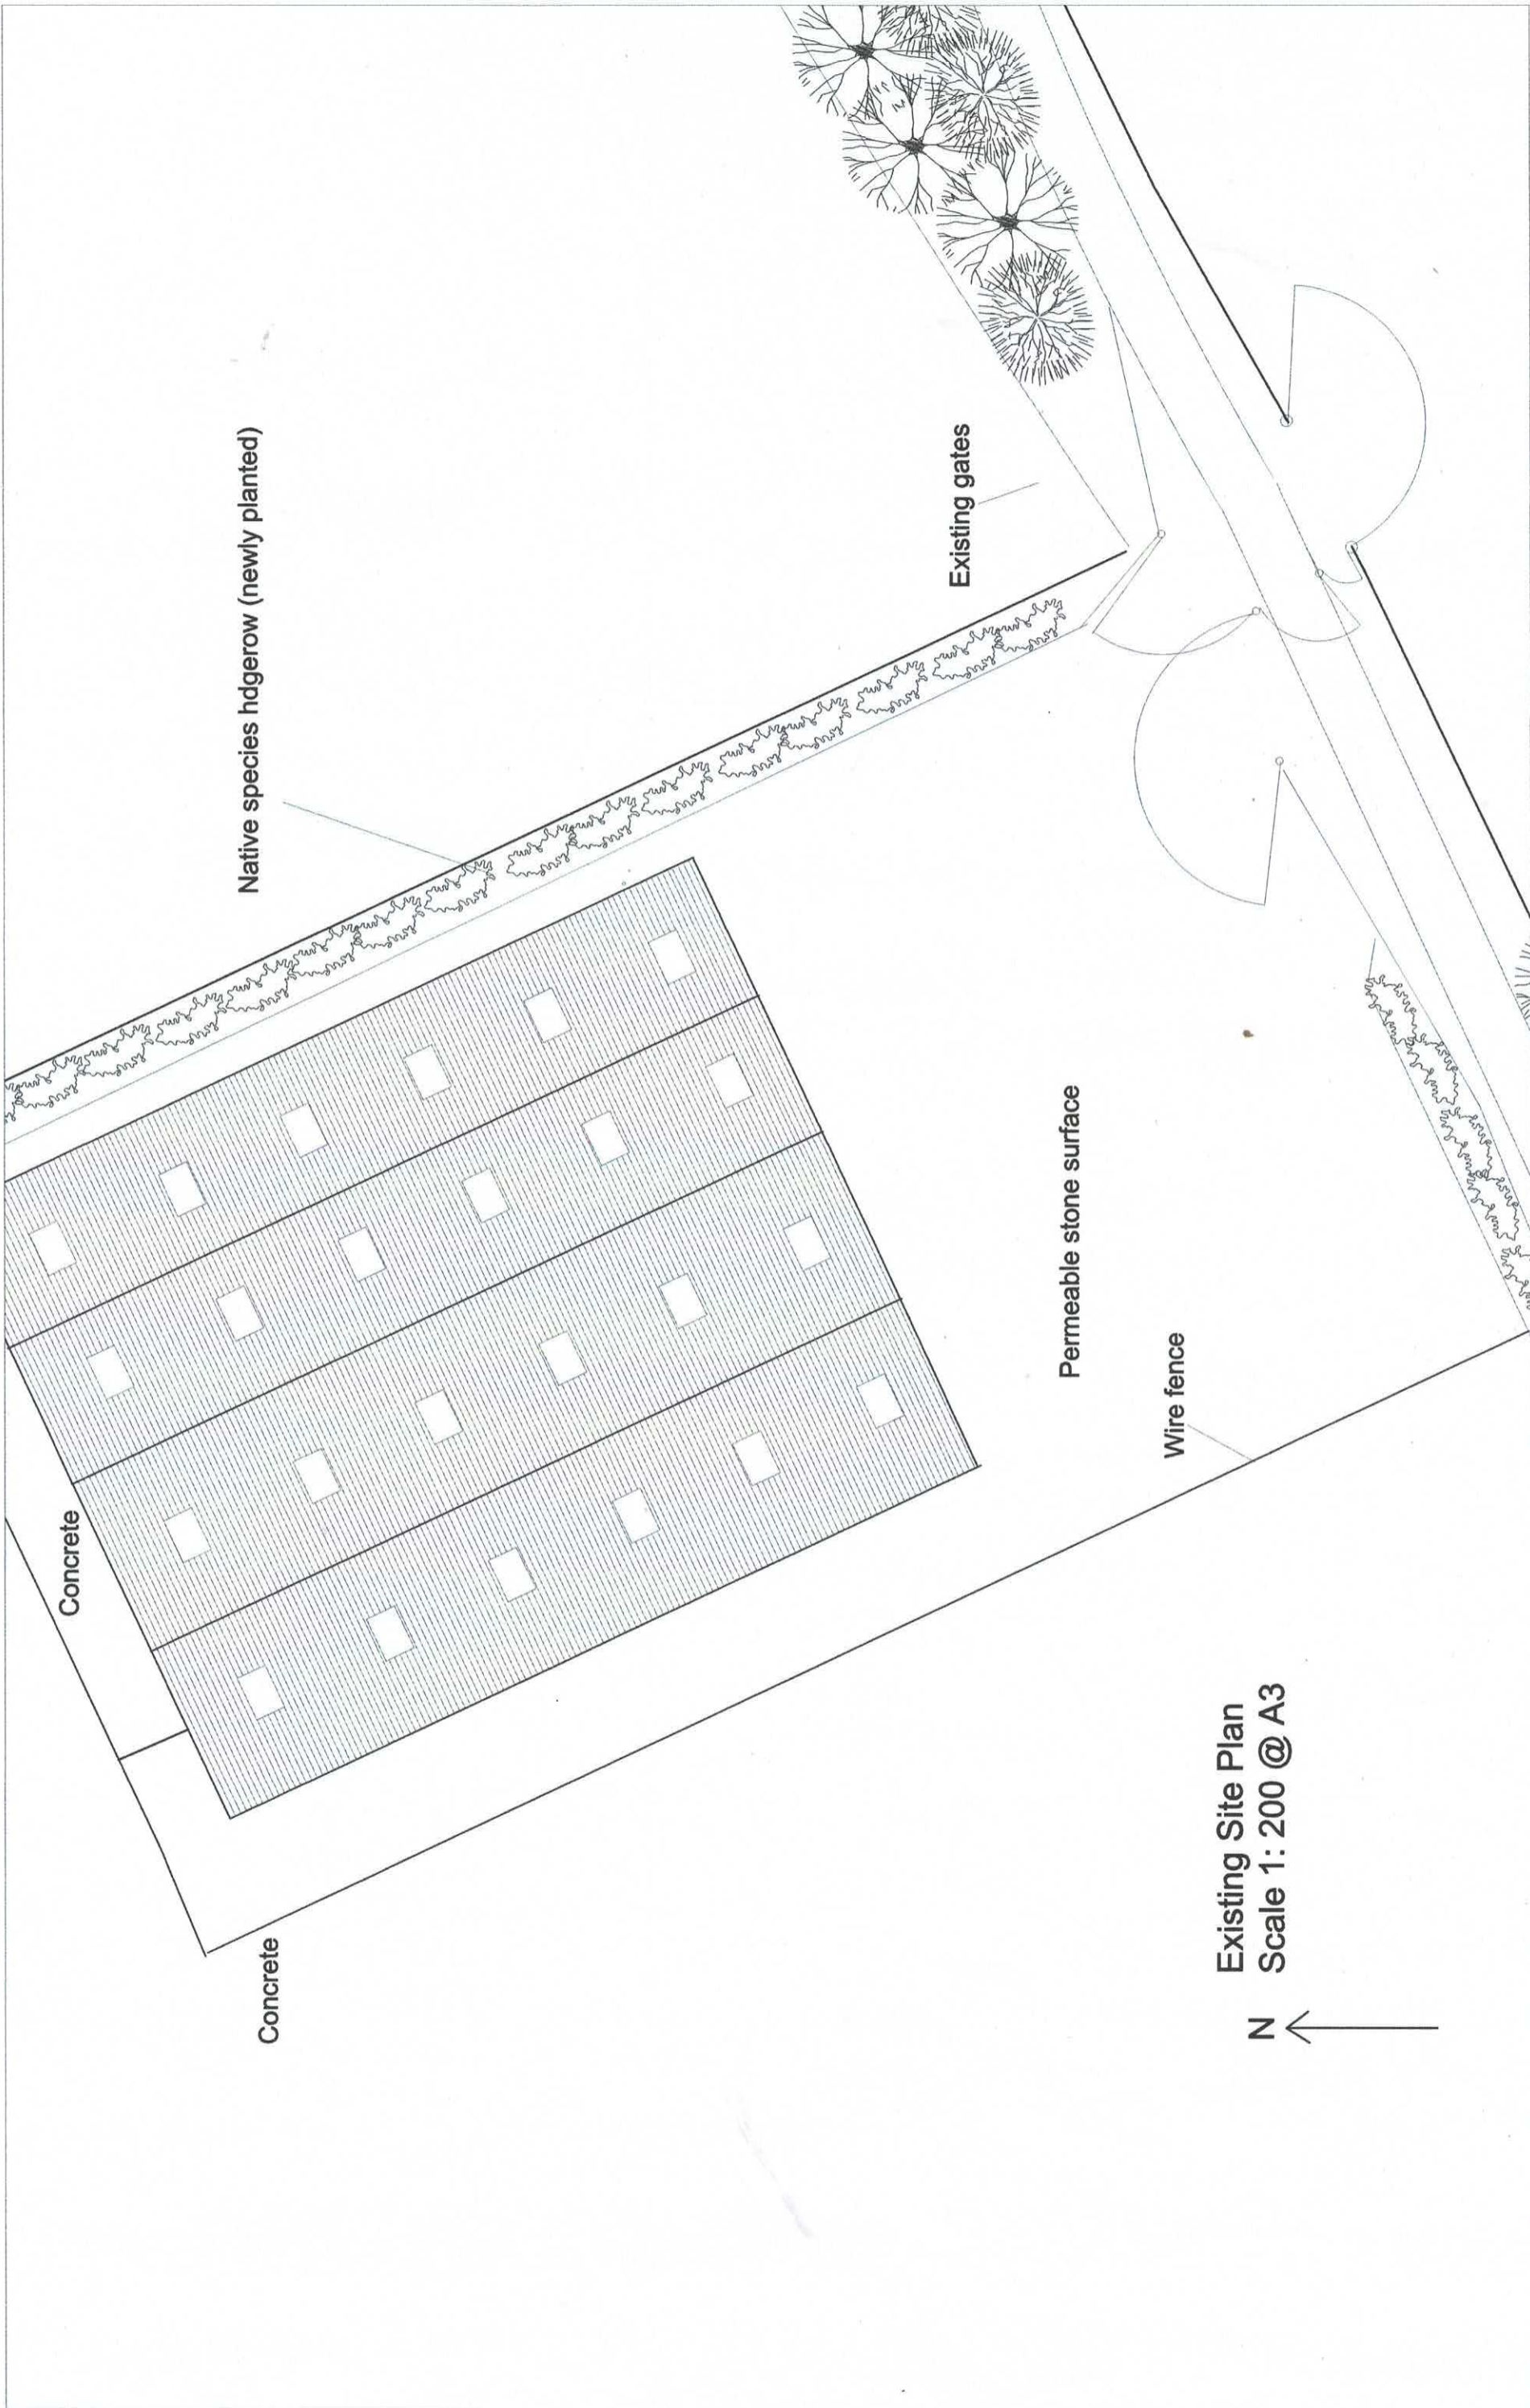 Concrete
Concrete
Native species hdgerow (newly planted)
Existing gates
Permeable stone surface
Wire fence
N
Existing Site Plan
Scale 1: 200 @ A3